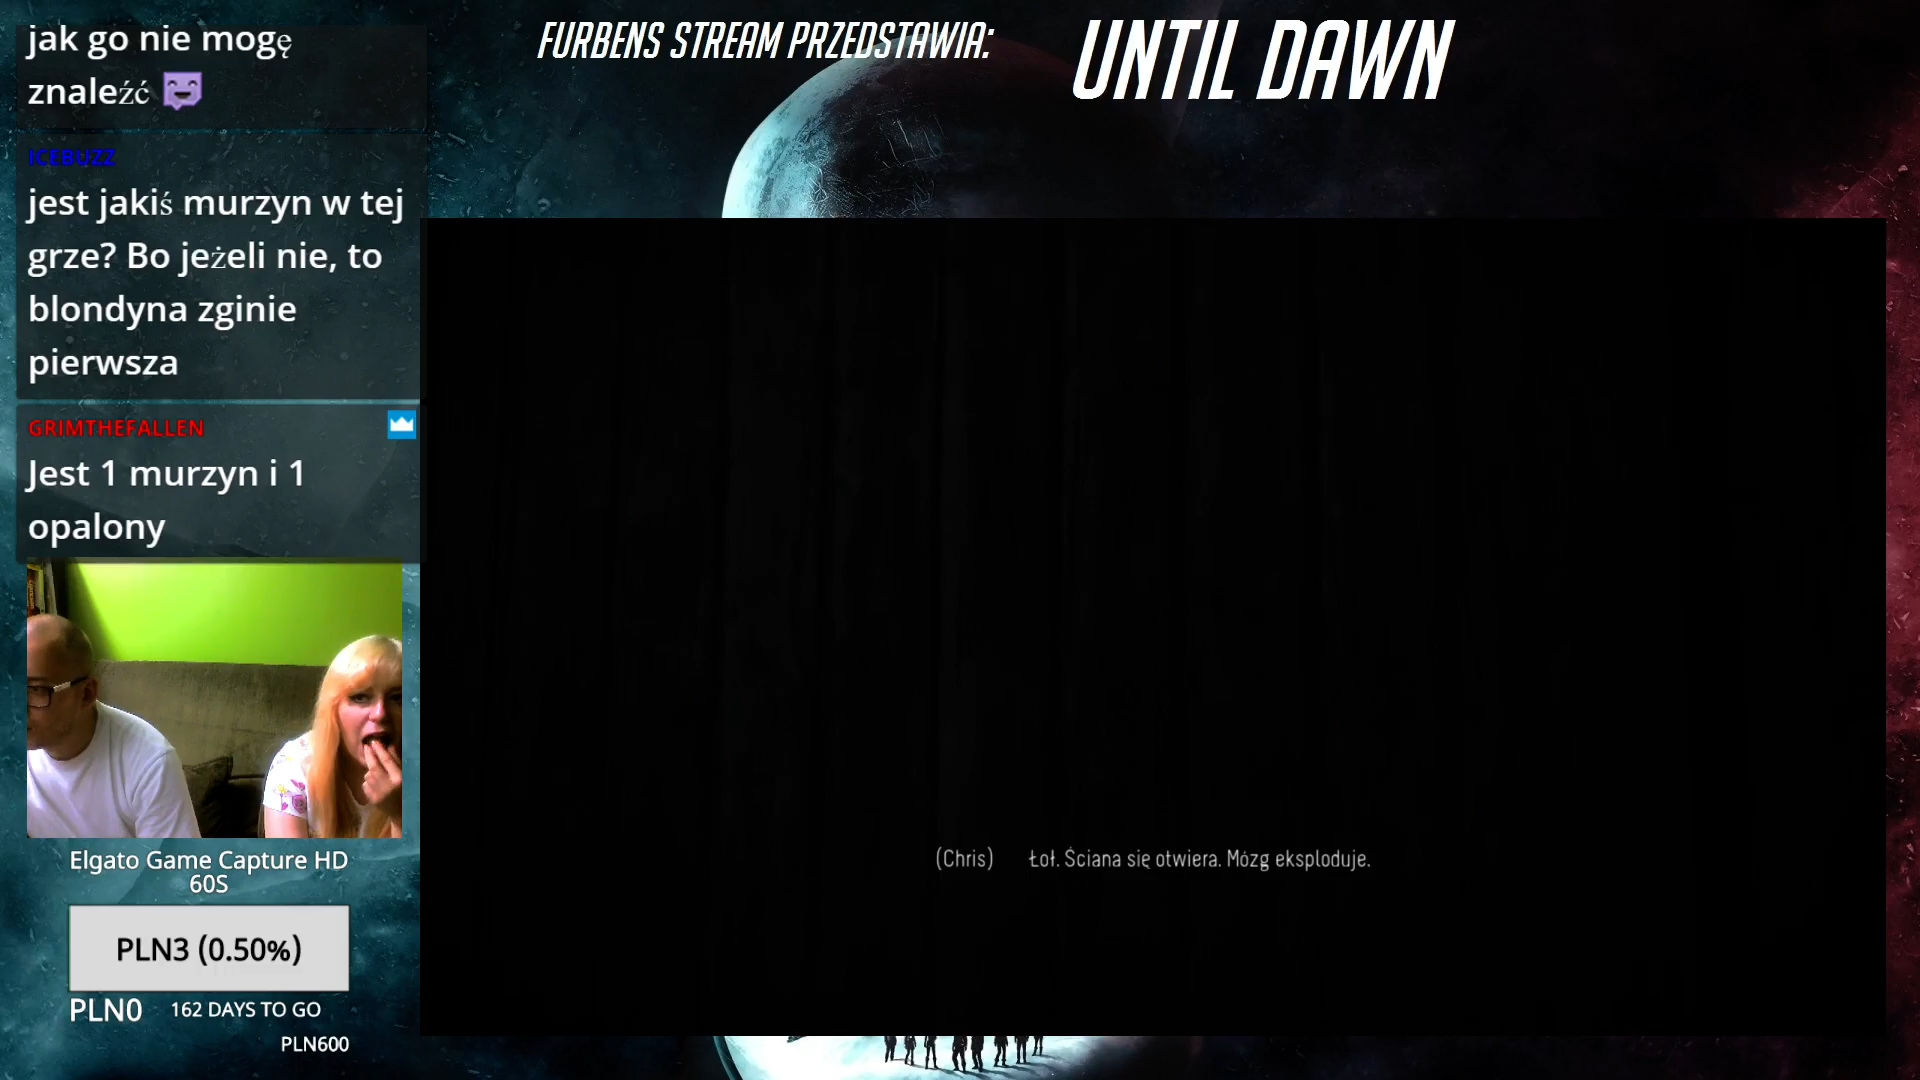 jak go nie mogę
znaleźć
FURBENS STREAM PRZEDSTAWIA:
UNTIL DAWN
ICEBUZZ
jest jakiś murzyn w tej
grze? Bo jeżeli nie, to
blondyna zginie
pierwsza
GRIMTHEFALLEN
Jest 1 murzyn i 1
opalony
(Chris) Łoł. Ściana się otwiera. Mózg eksploduje.
Elgato Game Capture HD
60S
PLN3 (0.50%)
PLN0 162 DAYS TO GO
PLN600